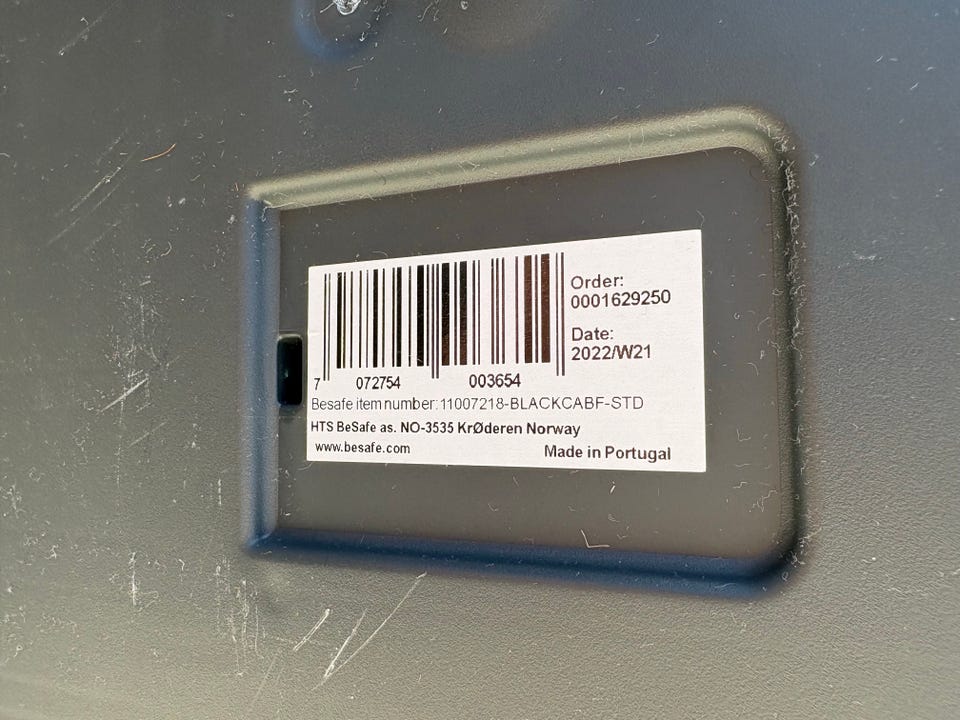 Order:
0001629250
Date:
2022/W21
7 072754 003654
Besafe item number: 11007218-BLACKCABF-STD
HTS BeSafe as. NO-3535 KrØderen Norway
www.besafe.com Made in Portugal